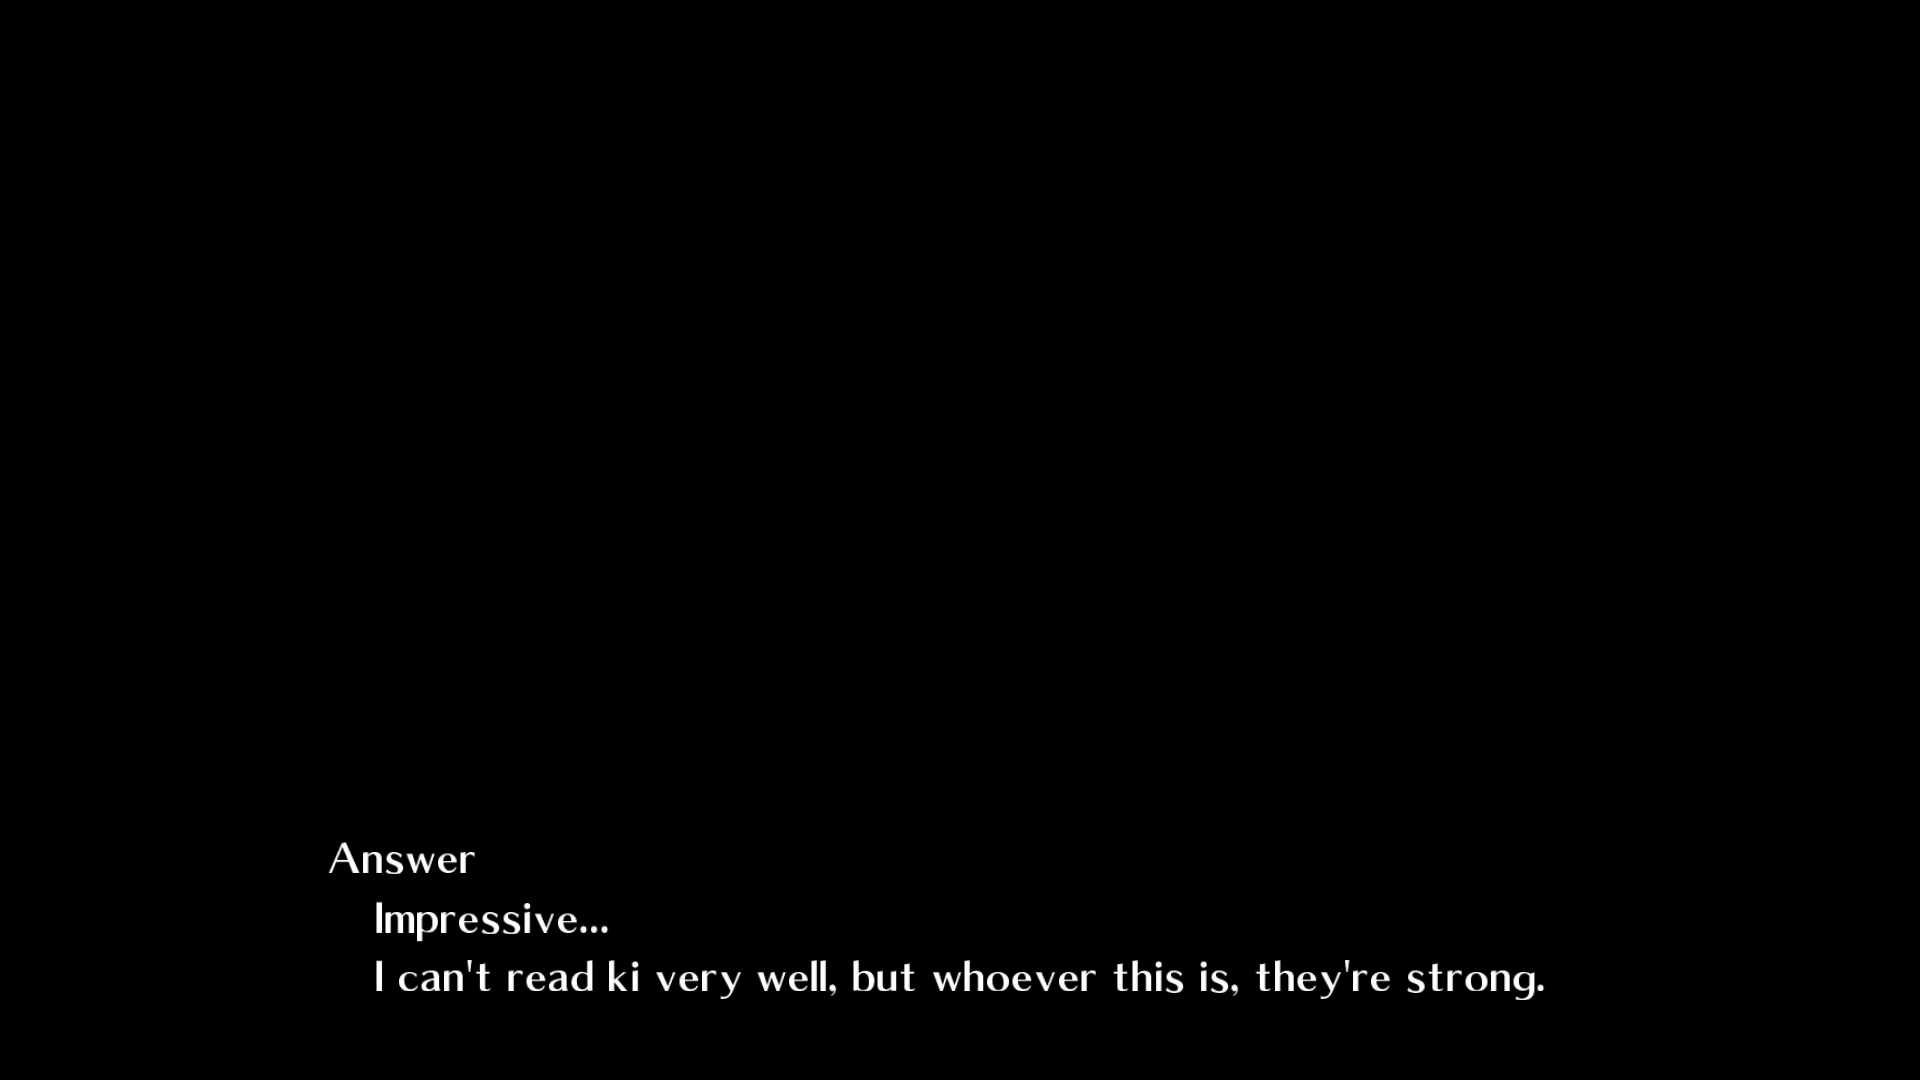 Answer
Impressive...
I can't read ki very well, but whoever this is, they're strong.